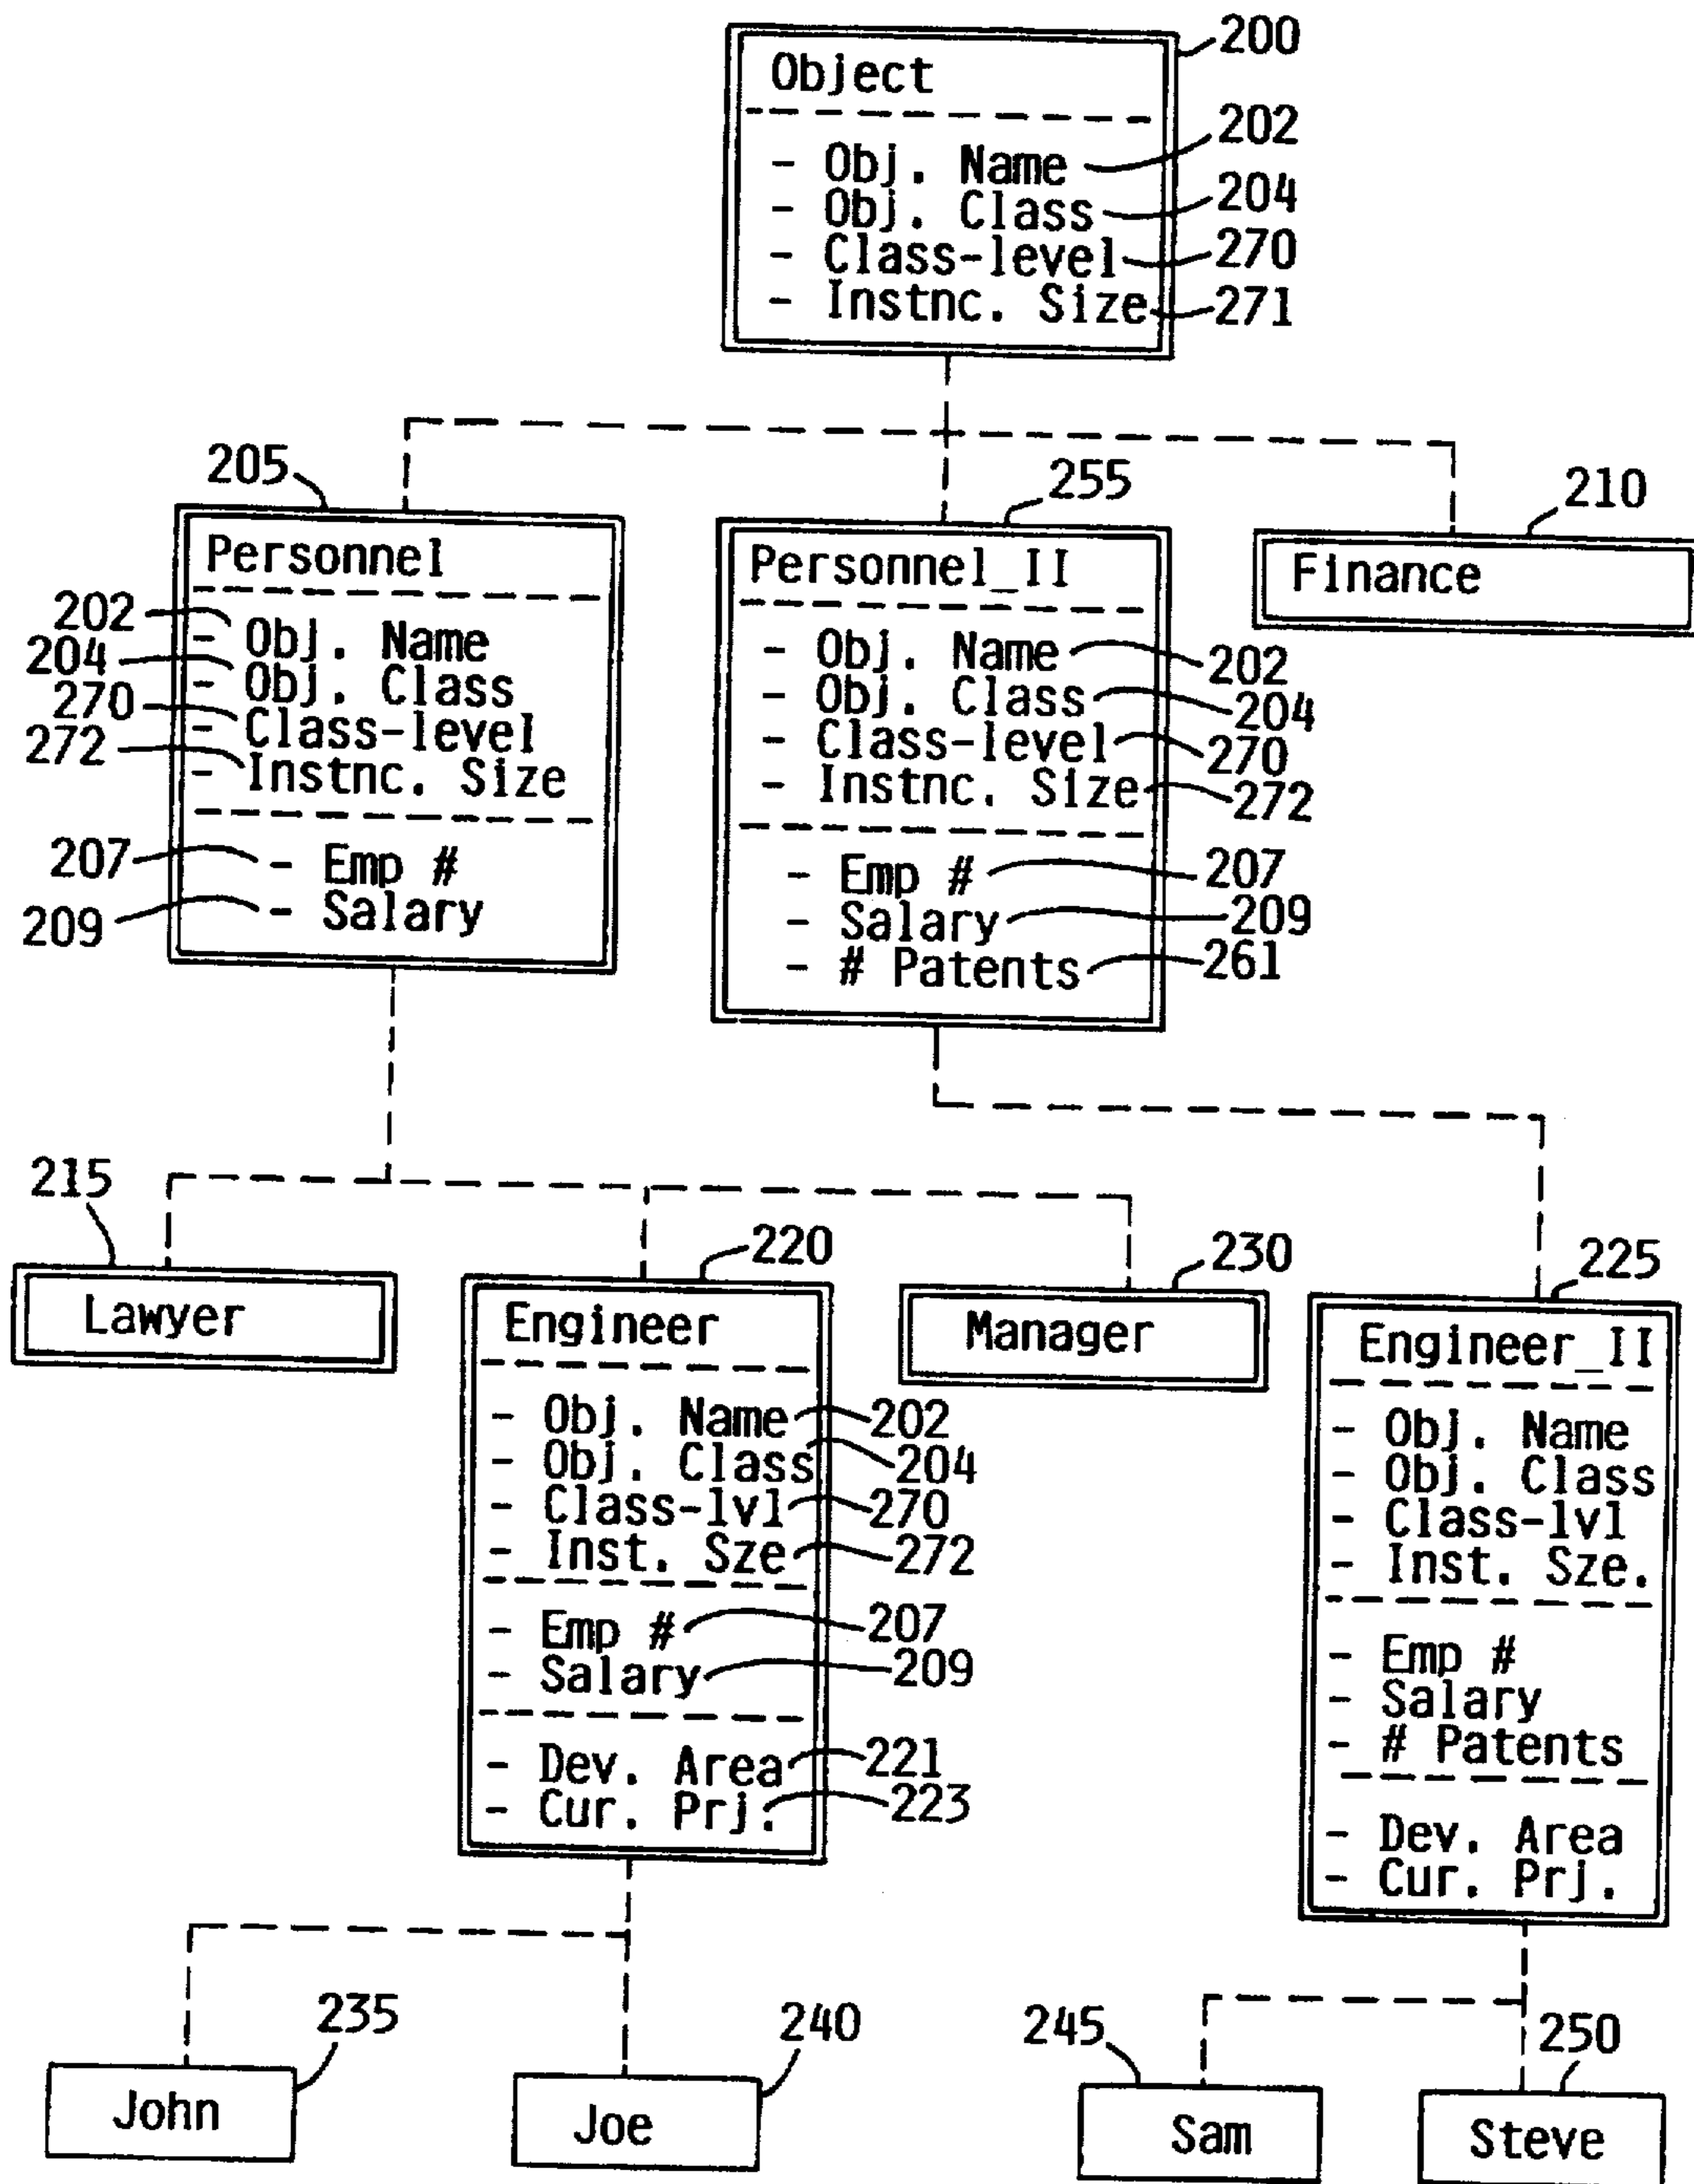 200
Object
- Obj. Name 202
- Obj. Class 204
- Class-level 270
- Instnc. Size 271
205
Personnel
202 - Obj. Name
204 - Obj. Class
270 - Class-level
272 - Instnc. Size
207 - Emp #
209 - Salary
255
Personnel_II
- Obj. Name 202
- Obj. Class 204
- Class-level 270
- Instnc. Size 272
- Emp # 207
- Salary 209
- # Patents 261
210
Finance
215
Lawyer
220
Engineer
- Obj. Name 202
- Obj. Class 204
- Class-lvl 270
- Inst. Sze 272
- Emp # 207
- Salary 209
- Dev. Area 221
- Cur. Prj. 223
230
Manager
225
Engineer_II
- Obj. Name
- Obj. Class
- Class-lvl
- Inst. Sze.
- Emp #
- Salary
- # Patents
- Dev. Area
- Cur. Prj.
235
John
240
Joe
245
Sam
250
Steve